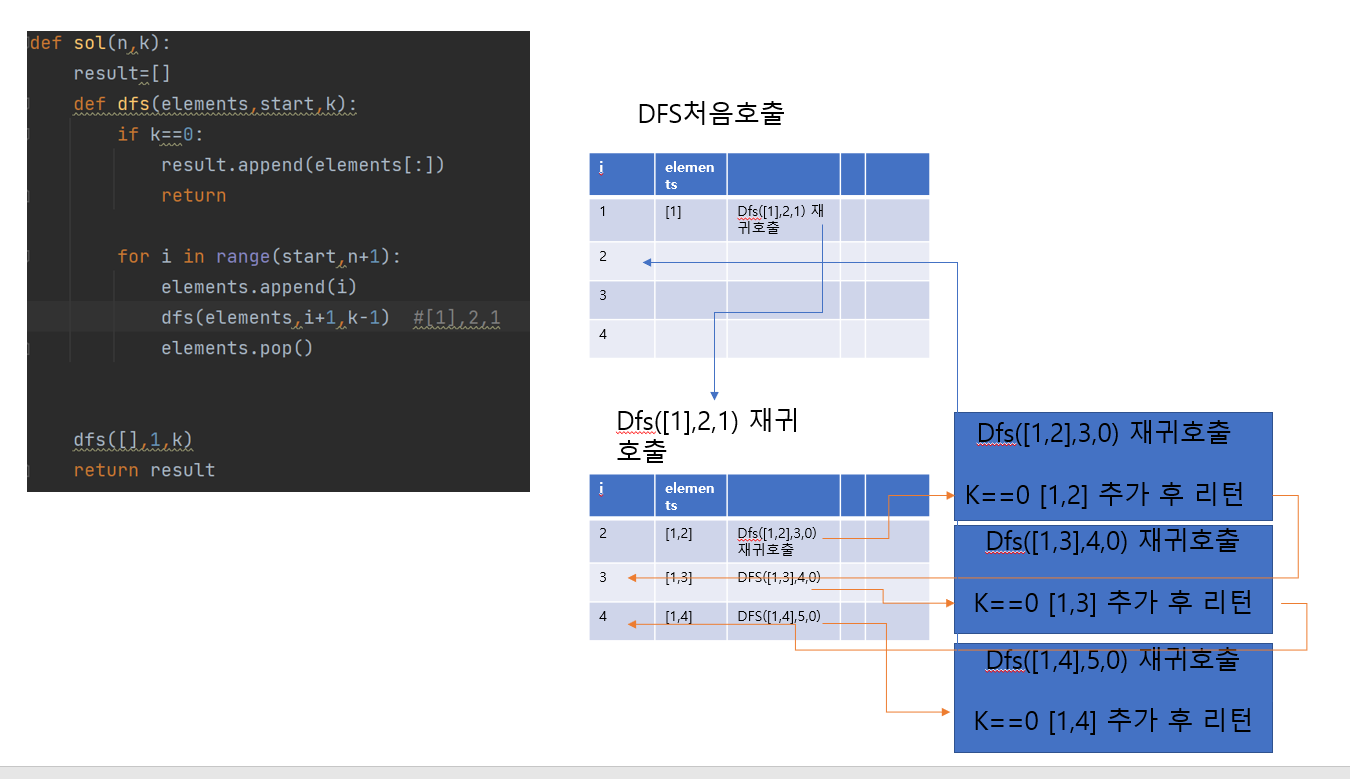 def sol(n,k):
result=[]
def dfs(elements,start,k):
if k==0:
result.append(elements[:])
return
for i in range(start,n+1):
elements.append(i)
dfs(elements,i+1,k-1) #[1],2,1
elements.pop()
dfs([],1,k)
return result
DFS처음호출
i elemen
ts
1 [1] Dfs([1],2,1) 재
귀호출
2
3
4
Dfs([1],2,1) 재귀
호출
i elemen
ts
2 [1,2] Dfs([1,2],3,0)
재귀호출
3 [1,3] DFS([1,3],4,0)
4 [1,4] DFS([1,4],5,0)
Dfs([1,2],3,0) 재귀호출
K==0 [1,2] 추가 후 리턴
Dfs([1,3],4,0) 재귀호출
K==0 [1,3] 추가 후 리턴
Dfs([1,4],5,0) 재귀호출
K==0 [1,4] 추가 후 리턴